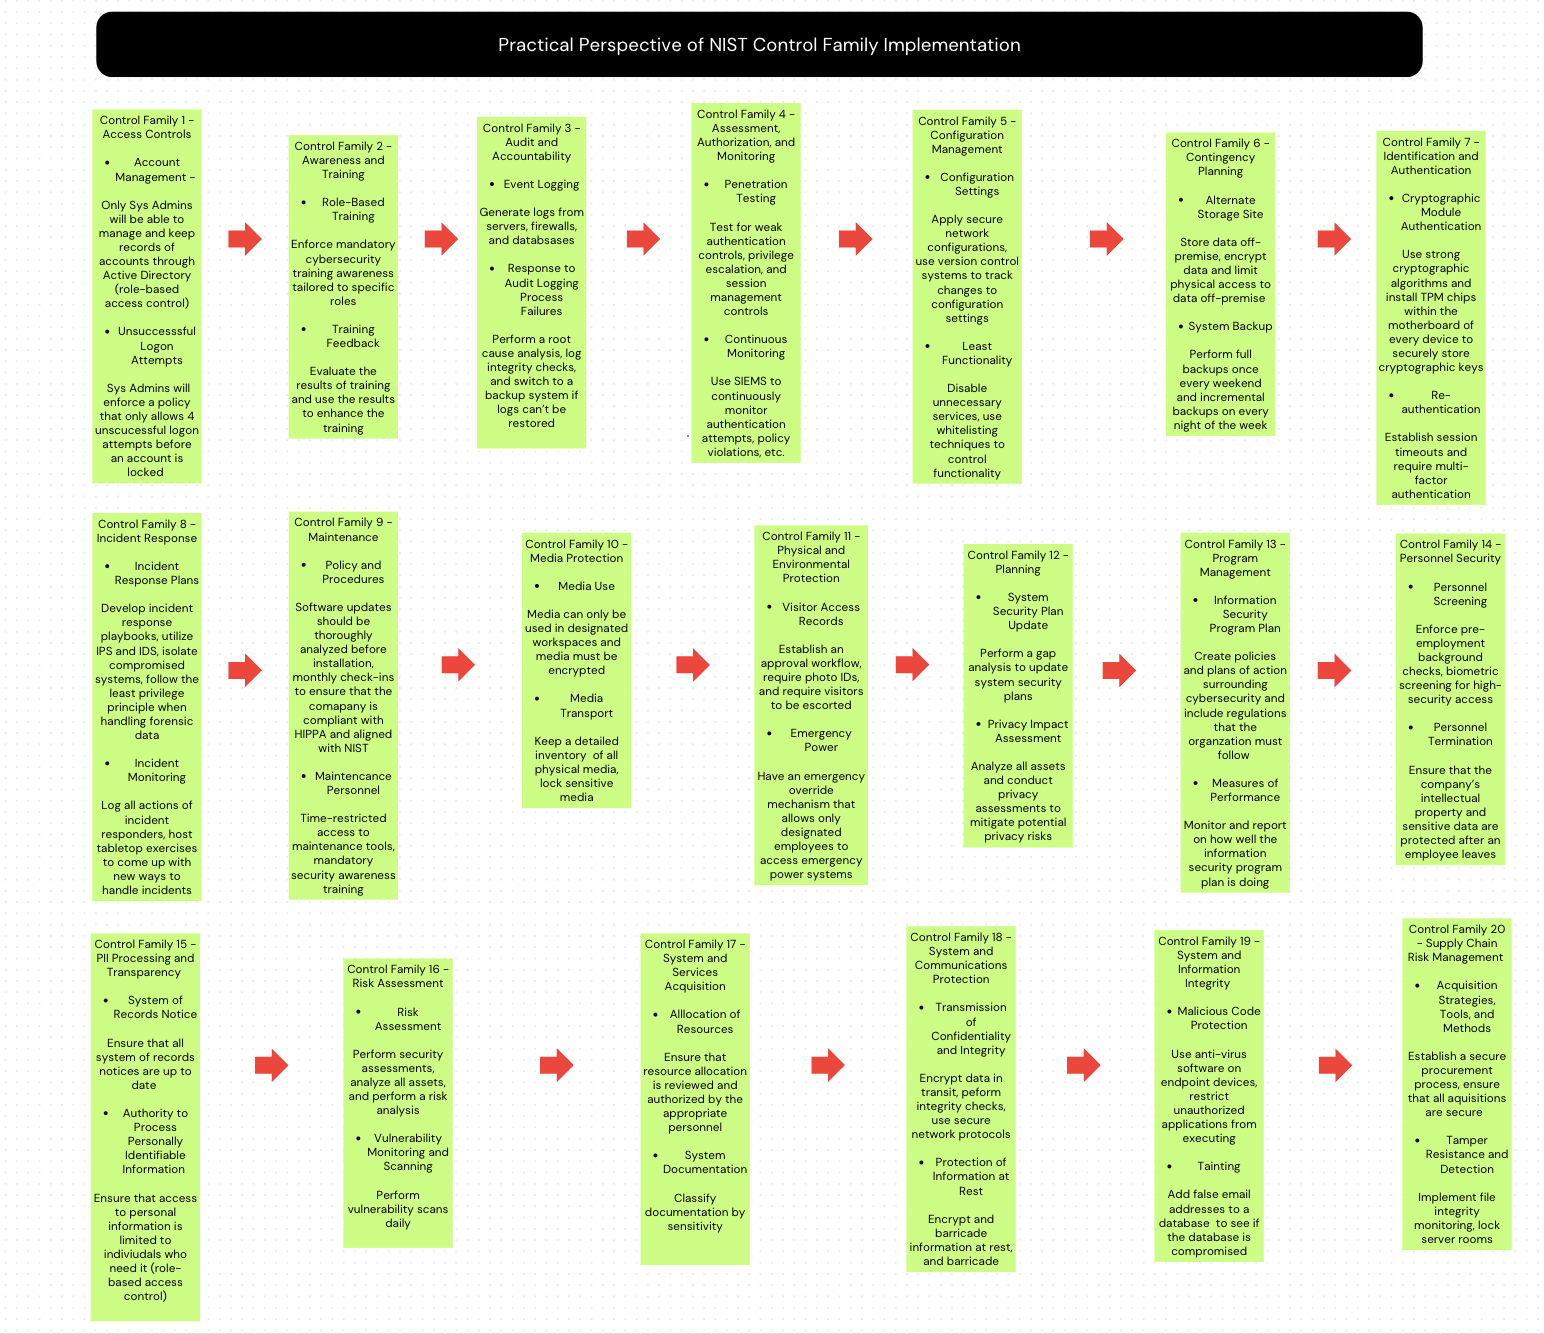 Practical Perspective of NIST Control Family Implementation
Control Family 1 -
Access Controls
• Account
Management -
Only Sys Admins
will be able to
manage and keep
records of
accounts through
Active Directory
(role-based
access control)
• Unsuccesssful
Logon
Attempts
Sys Admins will
enforce a policy
that only allows 4
unscucessful logon
attempts before
an account is
locked
Control Family 2 -
Awareness and
Training
• Role-Based
Training
Enforce mandatory
cybersecurity
training awareness
tailored to specific
roles
• Training
Feedback
Evaluate the
results of training
and use the results
to enhance the
training
Control Family 3 -
Audit and
Accountability
• Event Logging
Generate logs from
servers, firewalls,
and databsases
• Response to
Audit Logging
Process
Failures
Perform a root
cause analysis, log
integrity checks,
and switch to a
backup system if
logs can't be
restored
Control Family 4 -
Assessment,
Authorization, and
Monitoring
• Penetration
Testing
Test for weak
authentication
controls, privilege
escalation, and
session
management
controls
• Continuous
Monitoring
Use SIEMS to
continuously
monitor
authentication
attempts, policy
violations, etc.
Control Family 5 -
Configuration
Management
• Configuration
Settings
Apply secure
network
configurations,
use version control
systems to track
changes to
configuration
settings
• Least
Functionality
Disable
unnecessary
services, use
whitelisting
techniques to
control
functionality
Control Family 6 -
Contingency
Planning
• Alternate
Storage Site
Store data off-
premise, encrypt
data and limit
physical access to
data off-premise
• System Backup
Perform full
backups once
every weekend
and incremental
backups on every
night of the week
Control Family 7 -
Identification and
Authentication
• Cryptographic
Module
Authentication
Use strong
cryptographic
algorithms and
install TPM chips
within the
motherboard of
every device to
securely store
cryptographic keys
• Re-
authentication
Establish session
timeouts and
require multi-
factor
authentication
Control Family 8 -
Incident Response
• Incident
Response Plans
Develop incident
response
playbooks, utilize
IPS and IDS, isolate
compromised
systems, follow the
least privilege
principle when
handling forensic
data
• Incident
Monitoring
Log all actions of
incident
responders, host
tabletop exercises
to come up with
new ways to
handle incidents
Control Family 9 -
Maintenance
• Policy and
Procedures
Software updates
should be
thoroughly
analyzed before
installation,
monthly check-ins
to ensure that the
comapany is
compliant with
HIPPA and aligned
with NIST
• Maintencance
Personnel
Time-restricted
access to
maintenance tools,
mandatory
security awareness
training
Control Family 10 -
Media Protection
• Media Use
Media can only be
used in designated
workspaces and
media must be
encrypted
• Media
Transport
Keep a detailed
inventory of all
physical media,
lock sensitive
media
Control Family 11 -
Physical and
Environmental
Protection
• Visitor Access
Records
Establish an
approval workflow,
require photo IDs,
and require visitors
to be escorted
• Emergency
Power
Have an emergency
override
mechanism that
allows only
designated
employees to
access emergency
power systems
Control Family 12 -
Planning
• System
Security Plan
Update
Perform a gap
analysis to update
system security
plans
• Privacy Impact
Assessment
Analyze all assets
and conduct
privacy
assessments to
mitigate potential
privacy risks
Control Family 13 -
Program
Management
• Information
Security
Program Plan
Create policies
and plans of action
surrounding
cybersecurity and
include regulations
that the
organzation must
follow
• Measures of
Performance
Monitor and report
on how well the
information
security program
plan is doing
Control Family 14 -
Personnel Security
• Personnel
Screening
Enforce pre-
employment
background
checks, biometric
screening for high-
security access
• Personnel
Termination
Ensure that the
company's
intellectual
property and
sensitive data are
protected after an
employee leaves
Control Family 15 -
PII Processing and
Transparency
• System of
Records Notice
Ensure that all
system of records
notices are up to
date
• Authority to
Process
Personally
Identifiable
Information
Ensure that access
to personal
information is
limited to
indiviudals who
need it (role-
based access
control)
Control Family 16 -
Risk Assessment
• Risk
Assessment
Perform security
assessments,
analyze all assets,
and perform a risk
analysis
• Vulnerability
Monitoring and
Scanning
Perform
vulnerability scans
daily
Control Family 17 -
System and
Services
Acquisition
• Alllocation of
Resources
Ensure that
resource allocation
is reviewed and
authorized by the
appropriate
personnel
• System
Documentation
Classify
documentation by
sensitivity
Control Family 18 -
System and
Communications
Protection
• Transmission
of
Confidentiality
and Integrity
Encrypt data in
transit, peform
integrity checks,
use secure
network protocols
• Protection of
Information at
Rest
Encrypt and
barricade
information at rest,
and barricade
Control Family 19 -
System and
Information
Integrity
• Malicious Code
Protection
Use anti-virus
software on
endpoint devices,
restrict
unauthorized
applications from
executing
• Tainting
Add false email
addresses to a
database to see if
the database is
compromised
Control Family 20
- Supply Chain
Risk Management
• Acquisition
Strategies,
Tools, and
Methods
Establish a secure
procurement
process, ensure
that all aquisitions
are secure
• Tamper
Resistance and
Detection
Implement file
integrity
monitoring, lock
server rooms